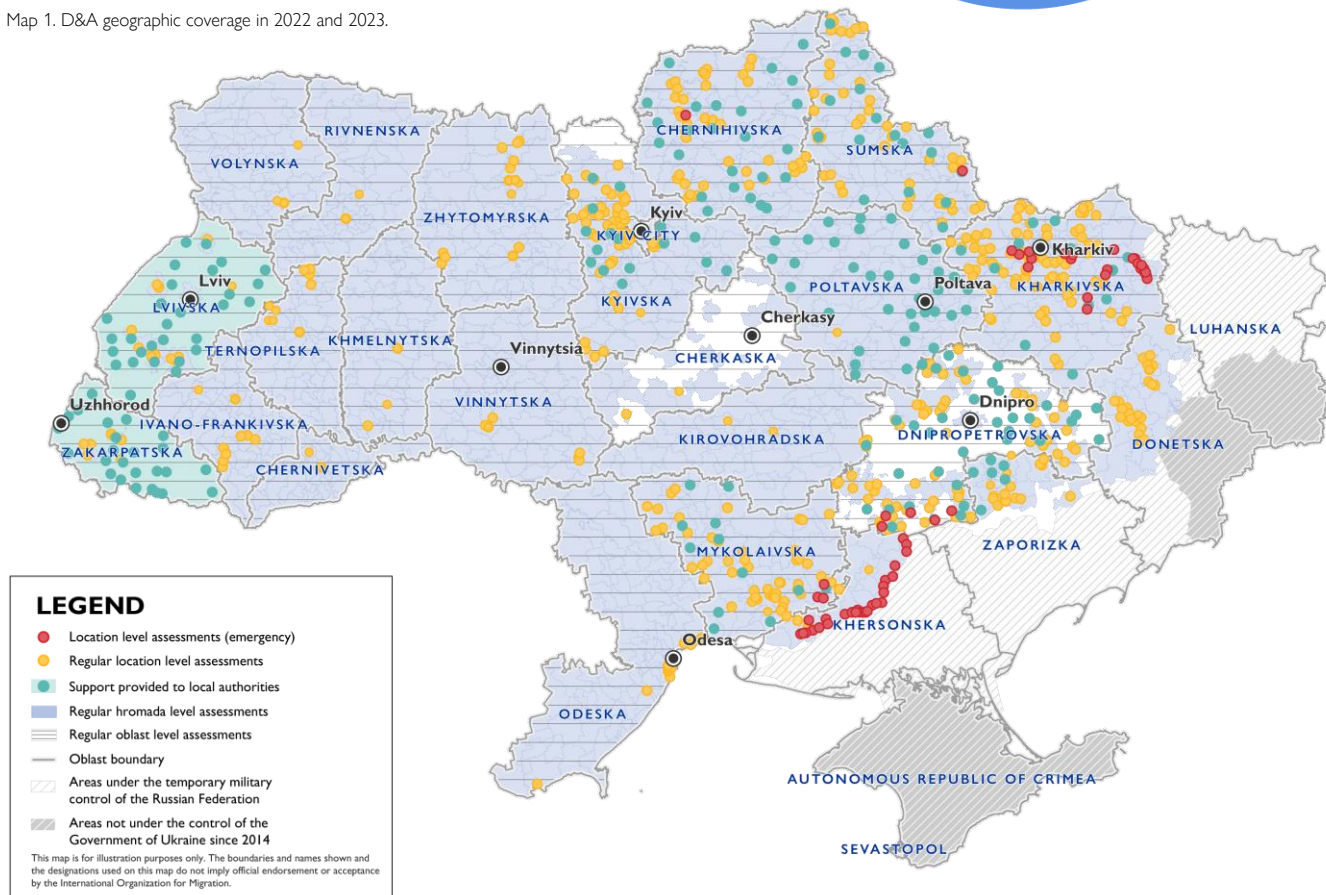 Map 1. D&A geographic coverage in 2022 and 2023.
RIVNENSKA
VOLYNSKA
CHERNIHIVSKA
SUMSKA
ZHYTOMYRSKA
Kyiv
KYIV CITY
Kharkiv
KHARKIVSKA
Lviv
LVIVSKA
KYIVSKA
POLTAVSKA
Poltava
LUHANSKA
TERNOPILSKA
KHMELNYTSKA
Cherkasy
CHERKASKA
Vinnytsia
VINNYTSKA
Uzhhorod
ZAKARPATSKA
IVANO-FRANKIVSKA
CHERNIVETSKA
KIROVOHRADSKA
Dnipro
DNIPROPETROVSKA
DONETSKA
ZAPORIZKA
MYKOLAIVSKA
KHERSONSKA
Odesa
ODESKA
AUTONOMOUS REPUBLIC OF CRIMEA
SEVASTOPOL
LEGEND
Location level assessments (emergency)
Regular location level assessments
Support provided to local authorities
Regular hromada level assessments
Regular oblast level assessments
Oblast boundary
Areas under the temporary military
control of the Russian Federation
Areas not under the control of the
Government of Ukraine since 2014
This map is for illustration purposes only. The boundaries and names shown and
the designations used on this map do not imply official endorsement or acceptance
by the International Organization for Migration.